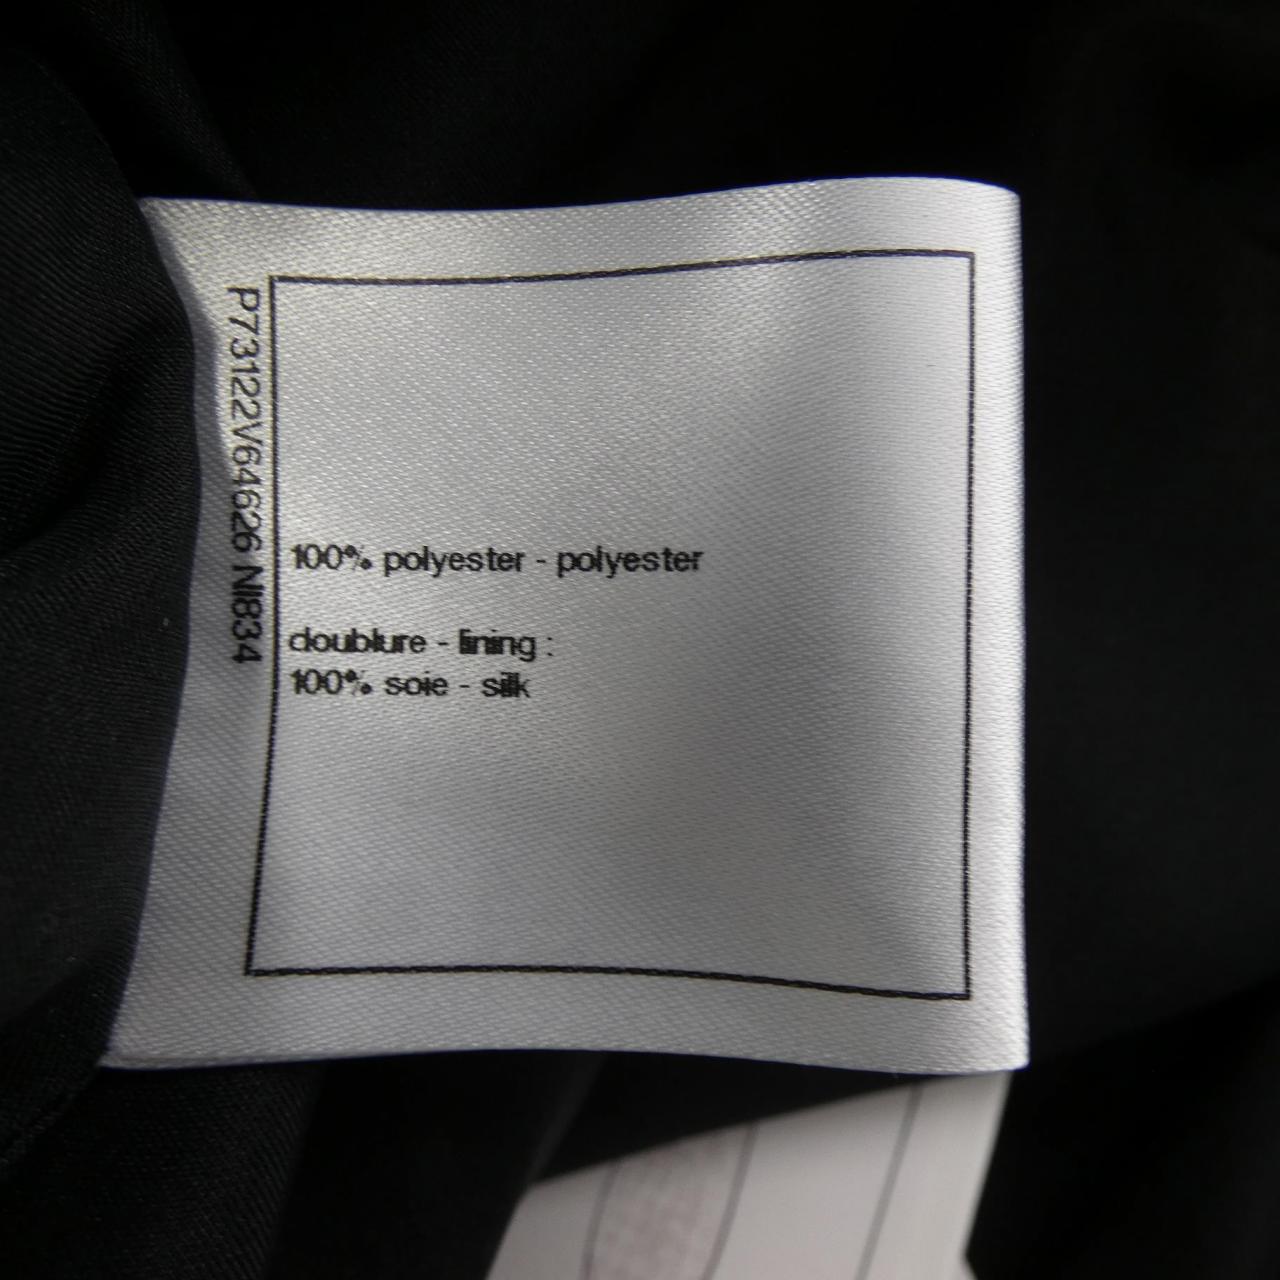 P73122V64626 NI834
100% polyester - polyester
doublure - lining :
100% soie - silk